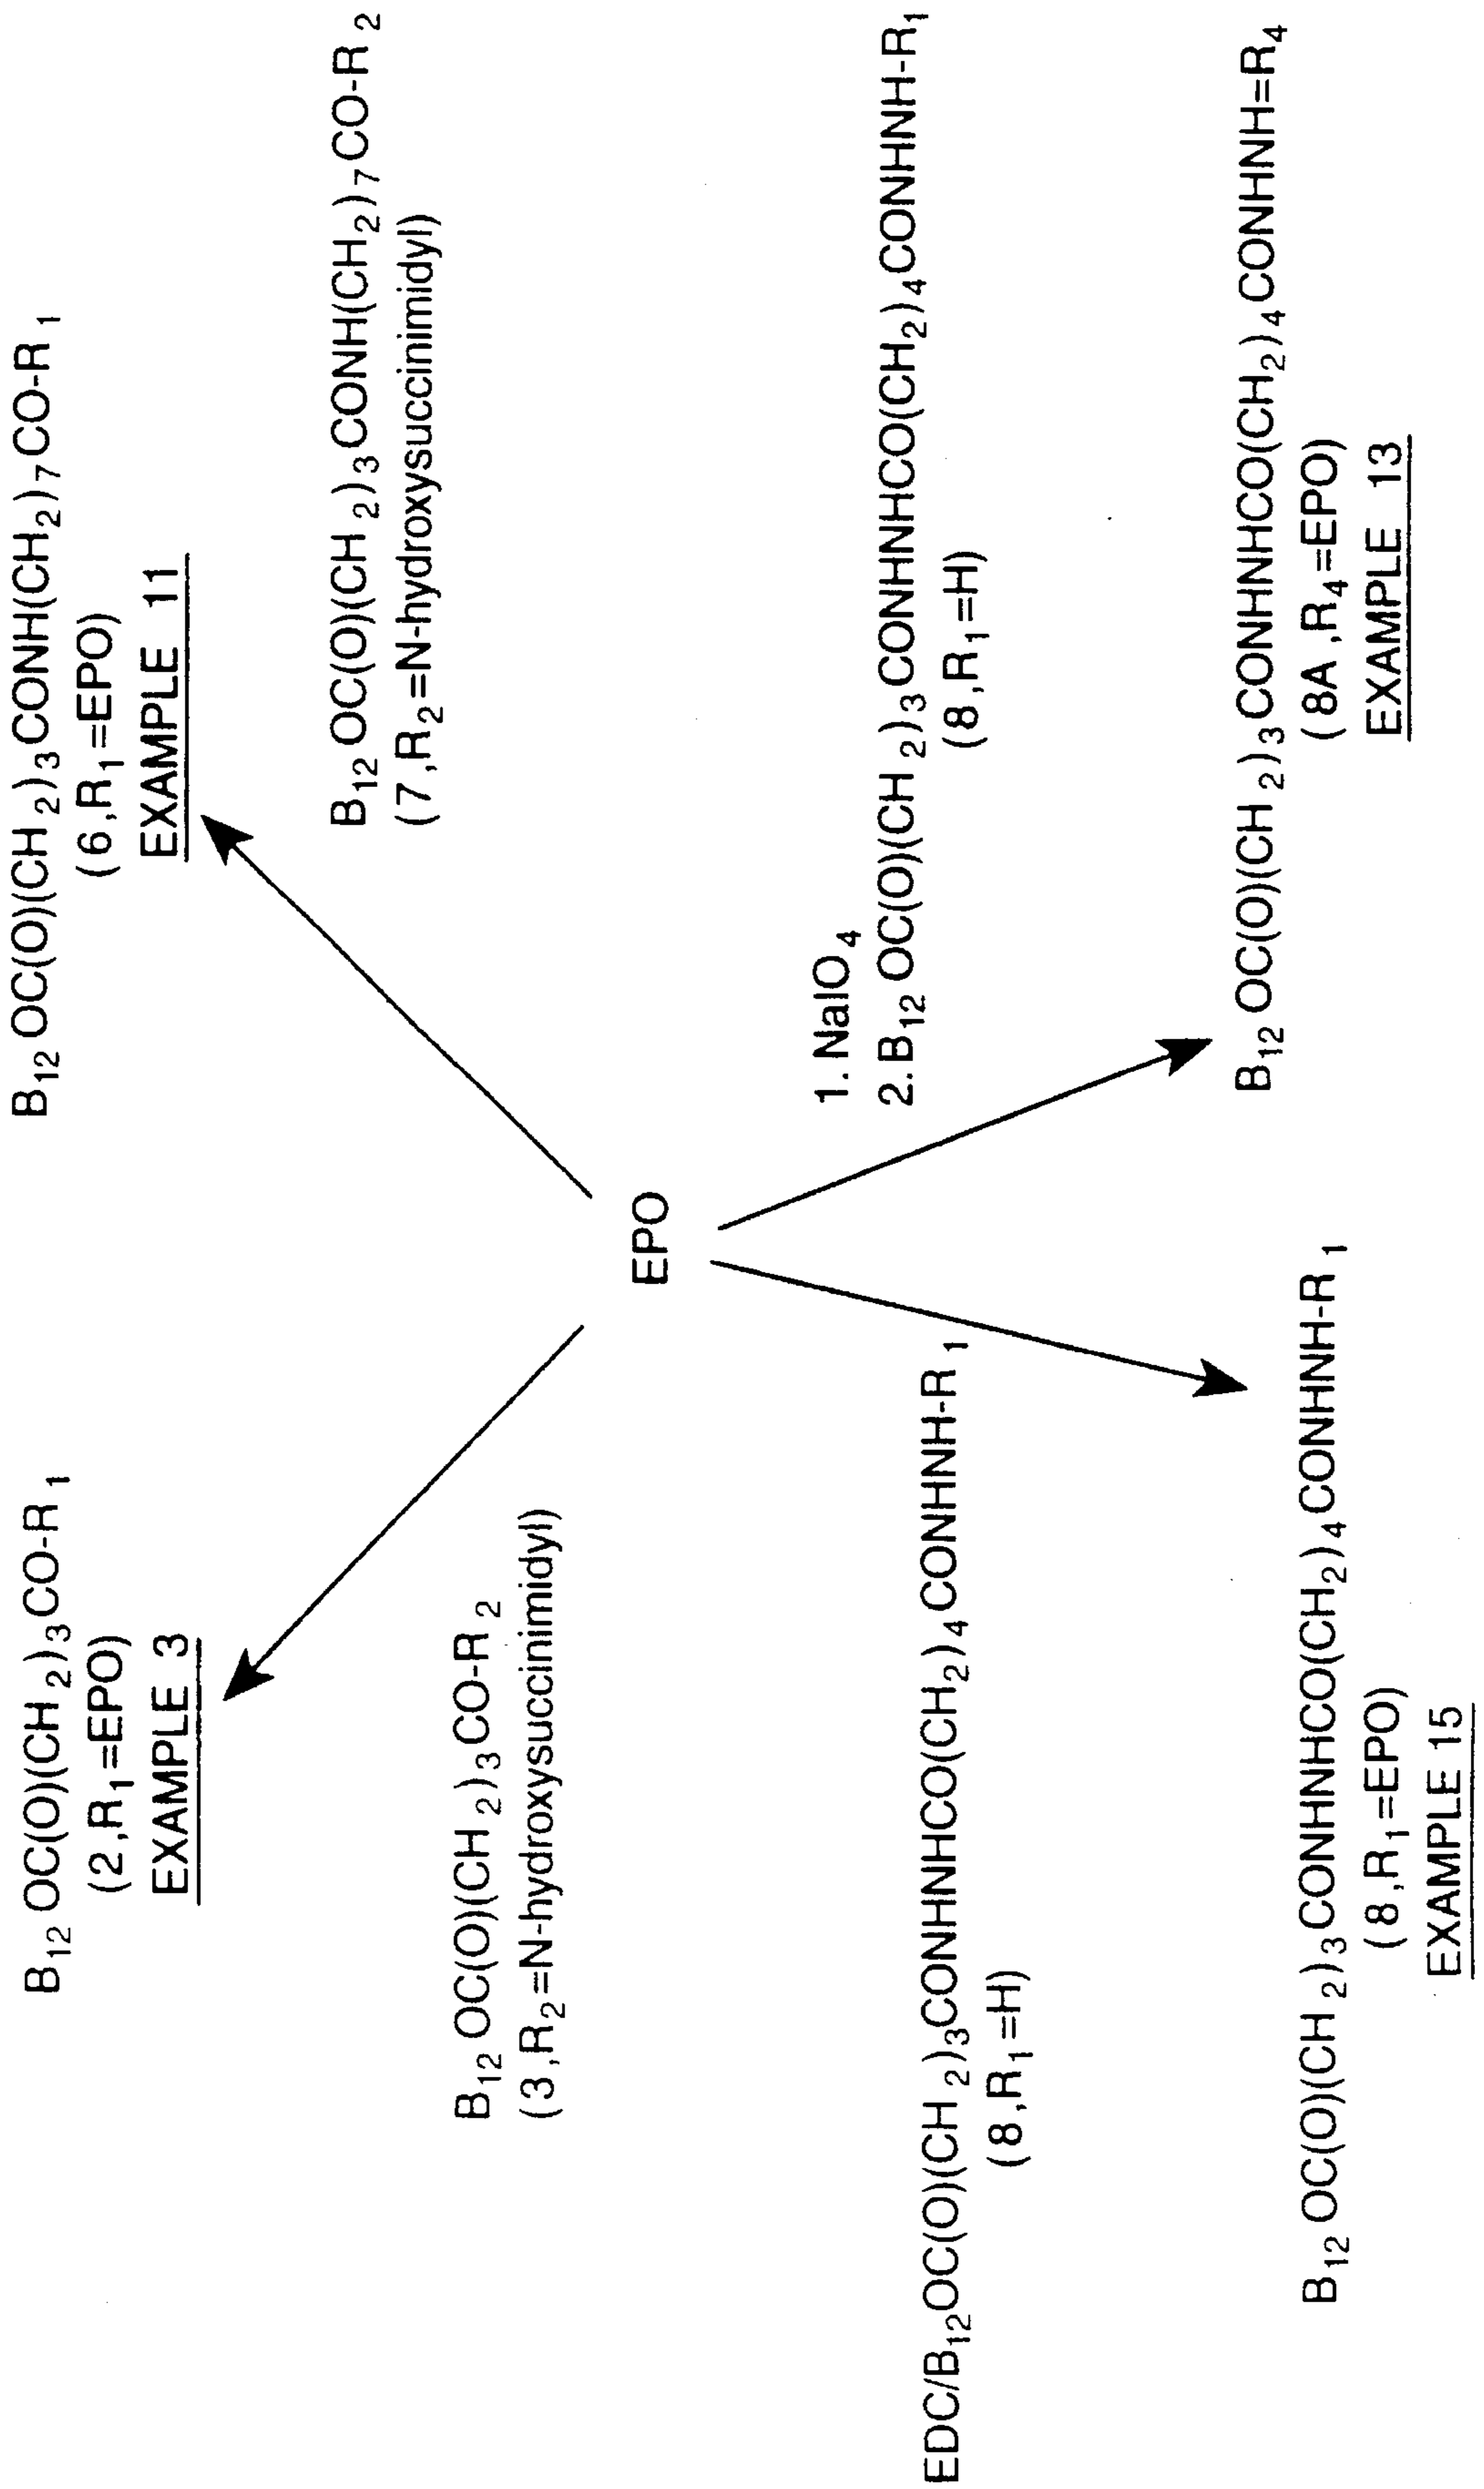 B12 OC(O)(CH2)3CO-R1
(2,R1=EPO)
EXAMPLE 3
B12 OC(O)(CH2)3CONH(CH2)7CO-R1
(6,R1=EPO)
EXAMPLE 11
B12 OC(O)(CH2)3CO-R2
(3,R2=N-hydroxysuccinimidyl)
B12 OC(O)(CH2)3CONH(CH2)7CO-R2
(7,R2=N-hydroxysuccinimidyl)
EPO
EDC/B12OC(O)(CH2)3CONHNHCO(CH2)4CONHNH-R1
(8,R1=H)
1. NaIO4
2. B12 OC(O)(CH2)3CONHNHCO(CH2)4CONHNH-R1
(8,R1=H)
B12 OC(O)(CH2)3CONHNHCO(CH2)4CONHNH-R1
(8,R1=EPO)
EXAMPLE 15
B12 OC(O)(CH2)3CONHNHCO(CH2)4CONHNH=R4
(8A,R4=EPO)
EXAMPLE 13